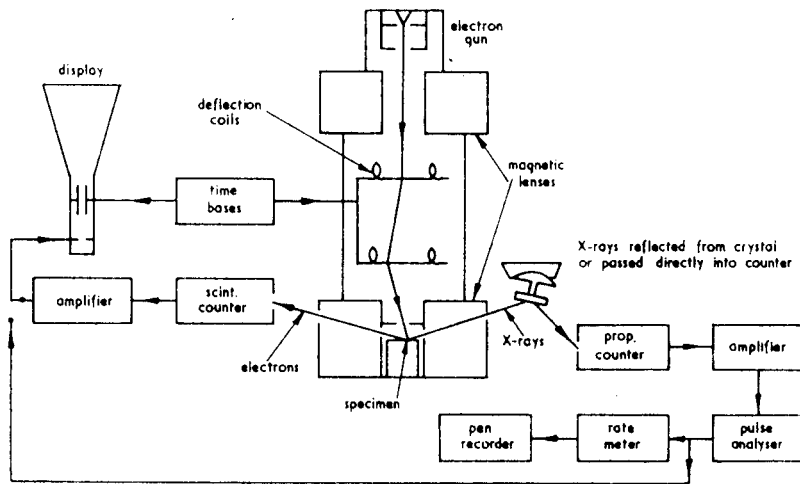 electron
gun
display
deflection
coils
magnetic
lenses
time
bases
X-rays reflected from crystal
or passed directly into counter
amplifier
scint.
counter
X-rays
prop.
counter
amplifier
electrons
specimen
pen
recorder
rate
meter
pulse
analyser